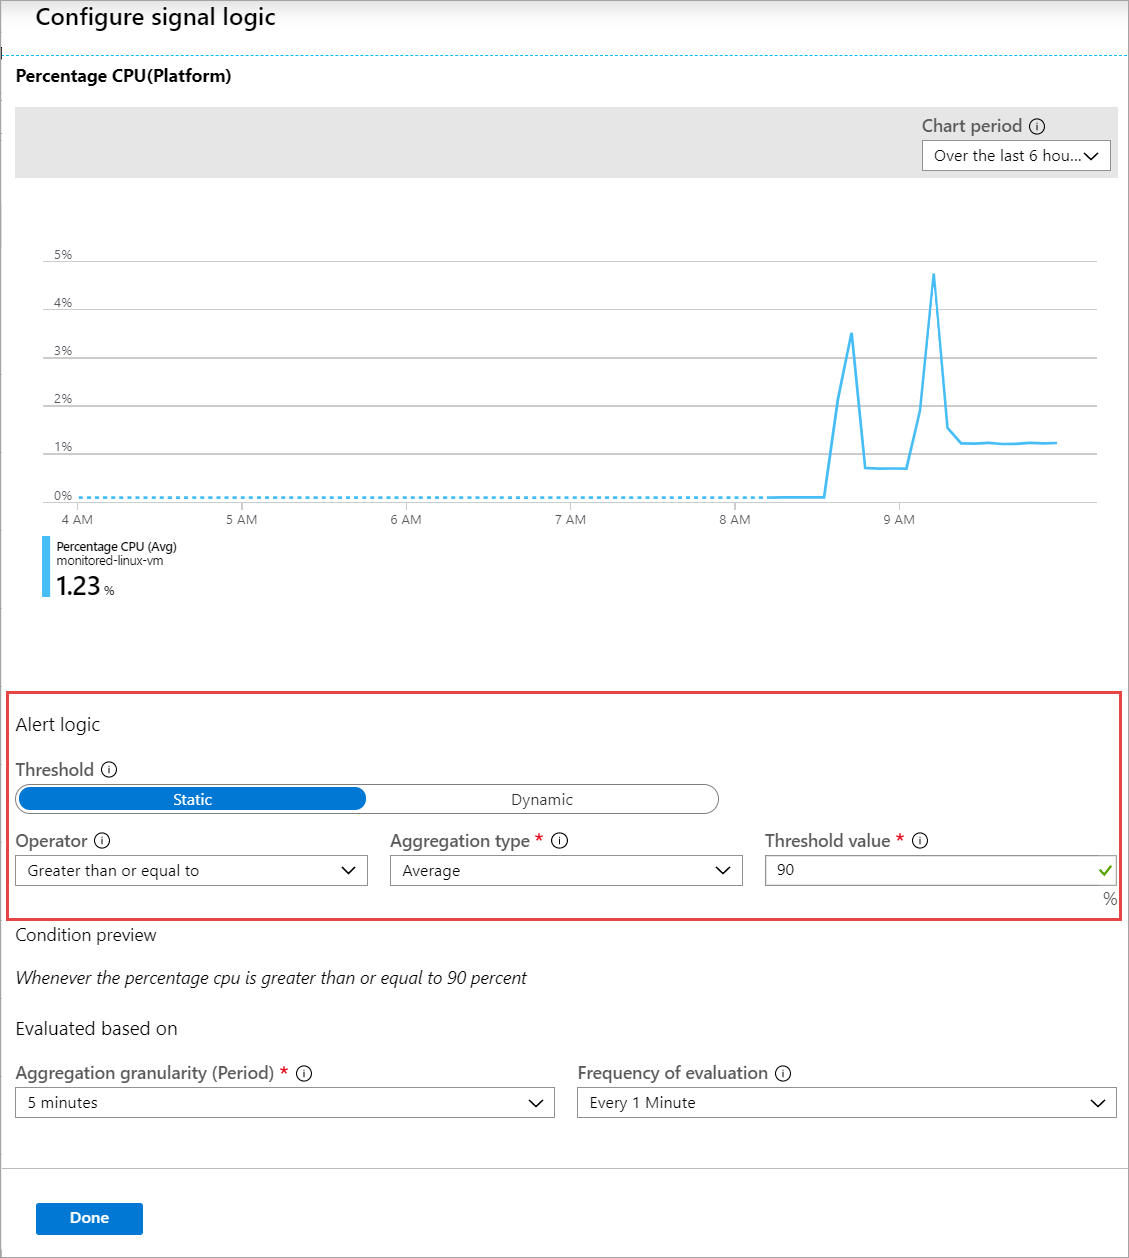 Configure signal logic
Percentage CPU(Platform)
Chart period
Over the last 6 hou...
5%
4%
3%
2%
1%
0%
4 AM 5 AM 6 AM 7 AM 8 AM 9 AM
Percentage CPU (Avg)
monitored-linux-vm
1.23 %
Alert logic
Threshold
Static Dynamic
Operator Aggregation type * Threshold value *
Greater than or equal to Average 90
%
Condition preview
Whenever the percentage cpu is greater than or equal to 90 percent
Evaluated based on
Aggregation granularity (Period) * Frequency of evaluation
5 minutes Every 1 Minute
Done